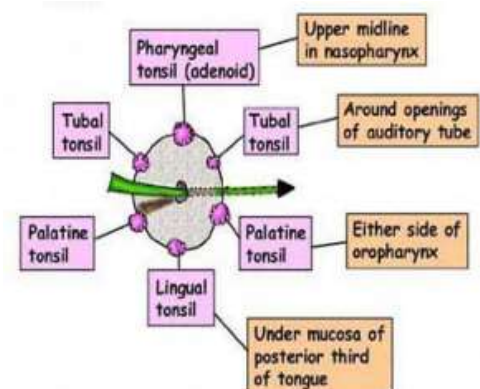 Upper midline
in nasopharynx
Pharyngeal
tonsil (adenoid)
Tubal
tonsil
Tubal
tonsil
Around openings
of auditory tube
Palatine
tonsil
Palatine
tonsil
Either side of
oropharynx
Lingual
tonsil
Under mucosa of
posterior third
of tongue